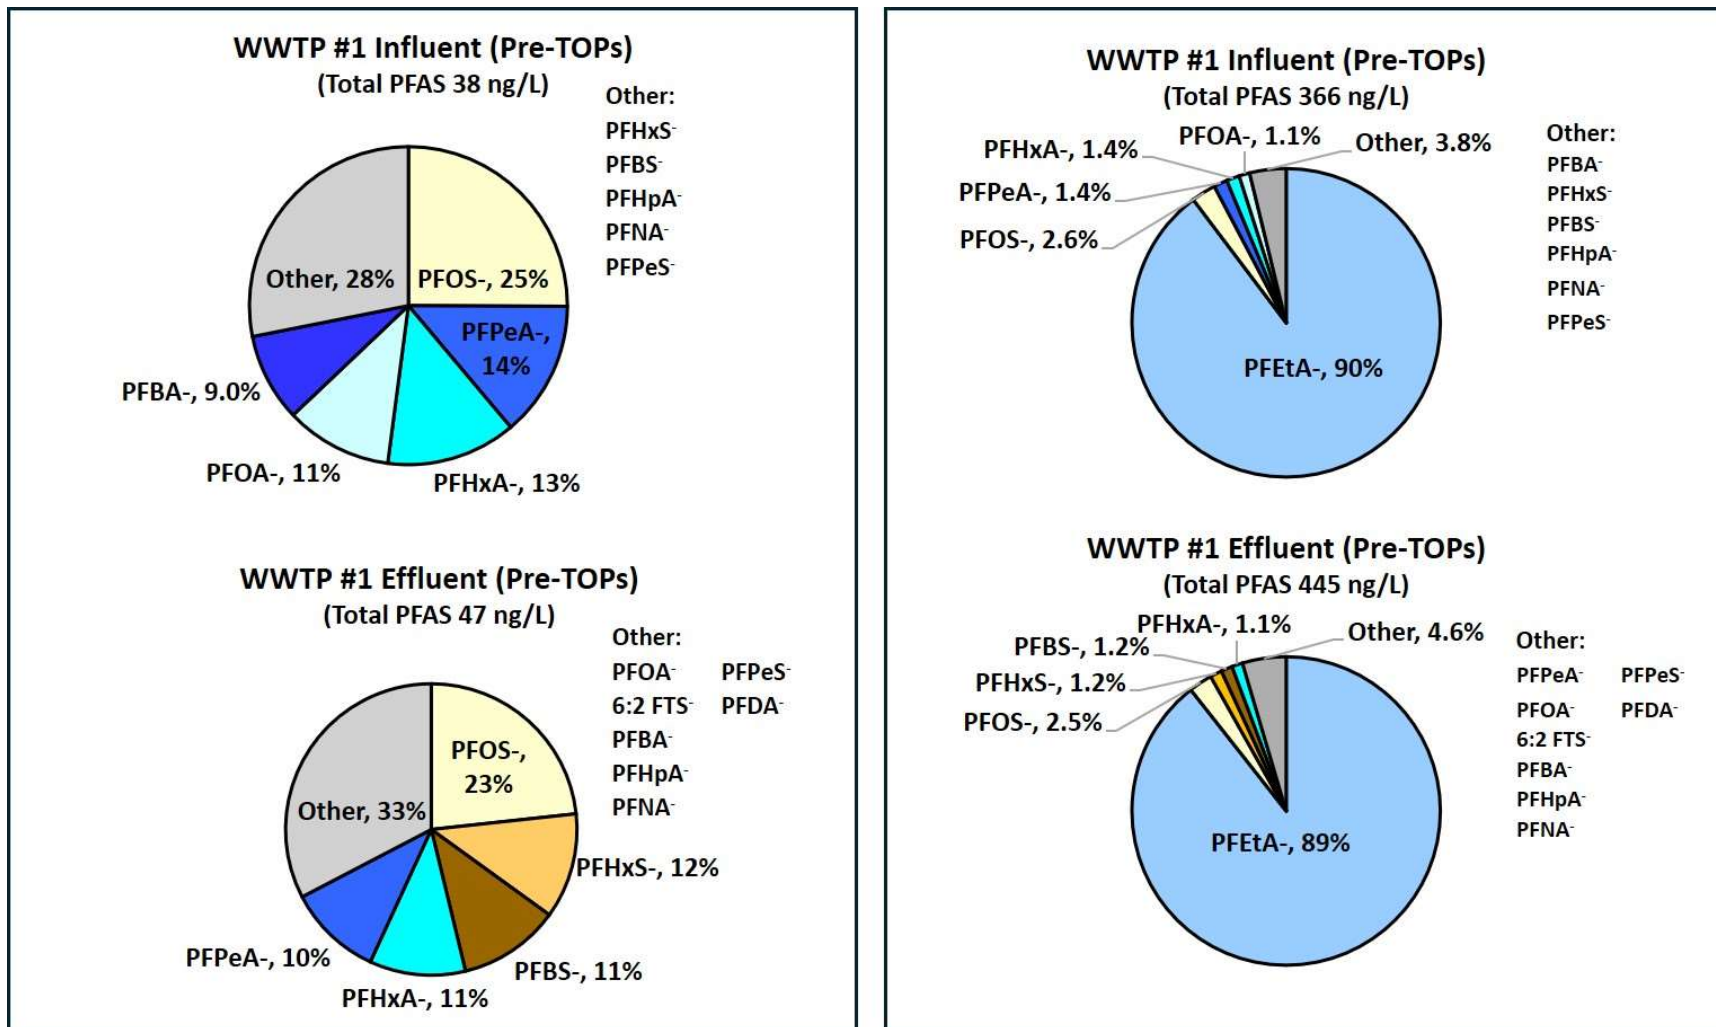 WWTP #1 Influent (Pre-TOPs)
(Total PFAS 38 ng/L)
Other:
PFHxS-
PFBS-
PFHpA-
PFNA-
PFPeS-
Other, 28%
PFOS-, 25%
PFPeA-,
14%
PFBA-, 9.0%
PFOA-, 11%
PFHxA-, 13%
WWTP #1 Effluent (Pre-TOPs)
(Total PFAS 47 ng/L)
Other:
PFOA- PFPeS-
6:2 FTS- PFDA-
PFBA-
PFHpA-
PFNA-
PFOS-,
23%
Other, 33%
PFHxS-, 12%
PFPeA-, 10%
PFBS-, 11%
PFHxA-, 11%
WWTP #1 Influent (Pre-TOPs)
(Total PFAS 366 ng/L)
PFOA-, 1.1%
Other, 3.8%
PFHxA-, 1.4%
PFPeA-, 1.4%
PFOS-, 2.6%
Other:
PFBA-
PFHxS-
PFBS-
PFHpA-
PFNA-
PFPeS-
PFEtA-, 90%
WWTP #1 Effluent (Pre-TOPs)
(Total PFAS 445 ng/L)
PFHxA-, 1.1%
Other, 4.6%
PFBS-, 1.2%
PFHxS-, 1.2%
PFOS-, 2.5%
Other:
PFPeA- PFPeS-
PFOA- PFDA-
6:2 FTS-
PFBA-
PFHpA-
PFNA-
PFEtA-, 89%